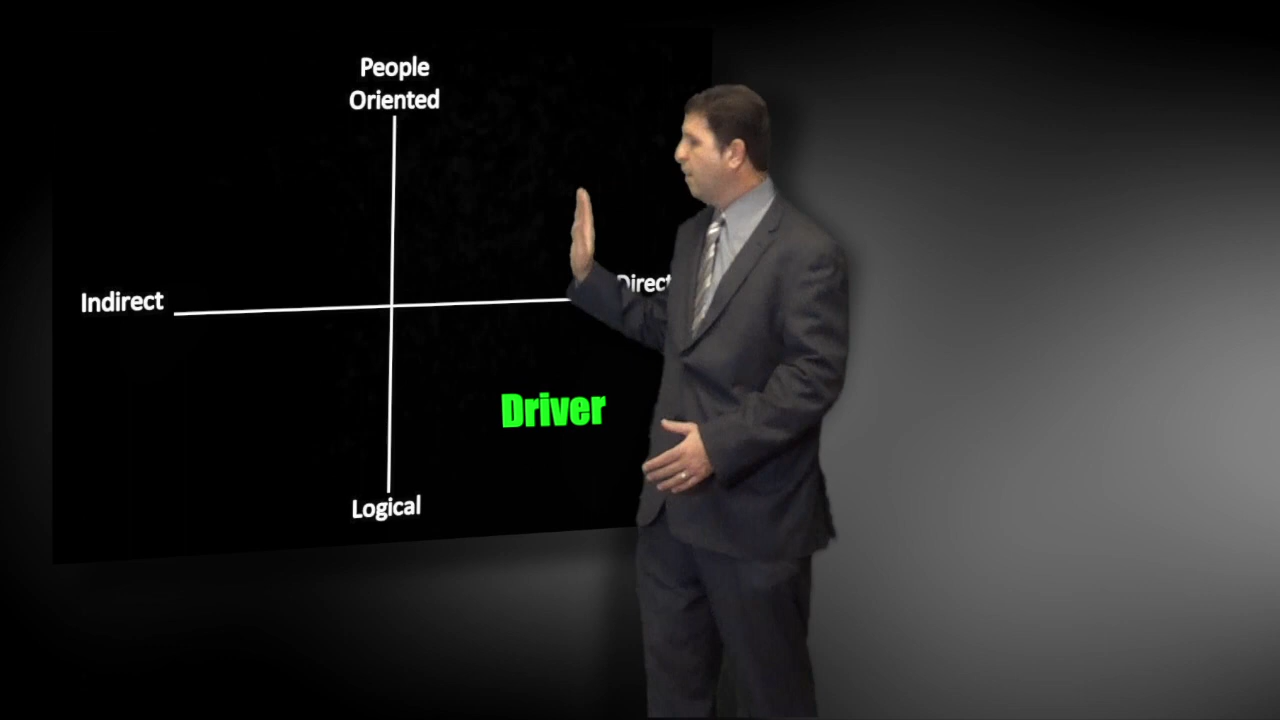 People
Oriented
Indirect
Direct
Driver
Logical